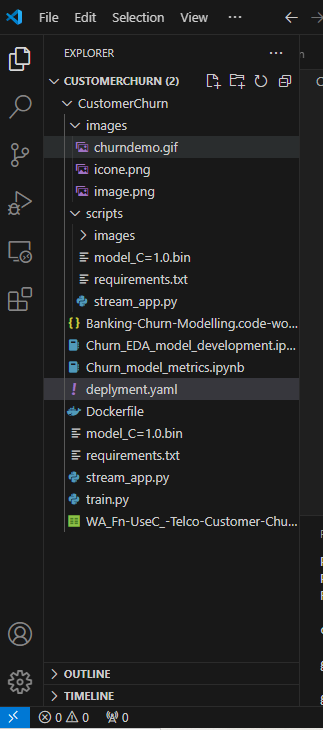 File Edit Selection View ···
EXPLORER ···
CUSTOMERCHURN (2)
CustomerChurn
images
churndemo.gif
icone.png
image.png
scripts
images
model_C=1.0.bin
requirements.txt
stream_app.py
Banking-Churn-Modelling.code-wo...
Churn_EDA_model_development.ip...
Churn_model_metrics.ipynb
deplyment.yaml
Dockerfile
model_C=1.0.bin
requirements.txt
stream_app.py
train.py
WA_Fn-UseC_-Telco-Customer-Chu...
OUTLINE
TIMELINE
0 0 0